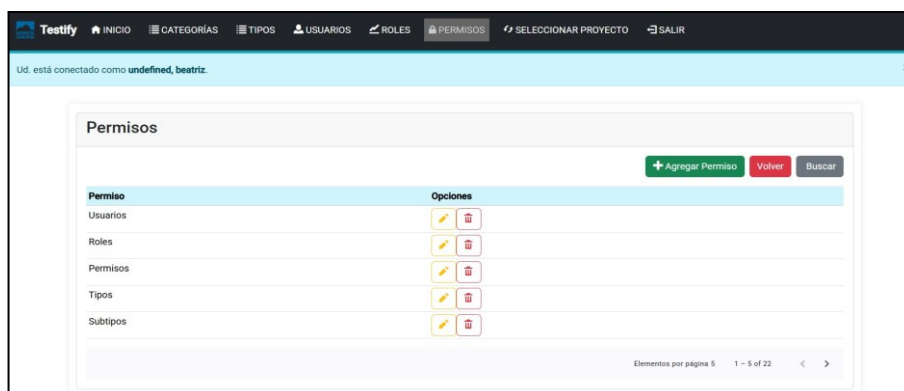 Testify INICIO CATEGORÍAS TIPOS USUARIOS ROLES PERMISOS SELECCIONAR PROYECTO SALIR
Ud. está conectado como undefined, beatriz.
Permisos
Agregar Permiso Volver Buscar
Permiso Opciones
Usuarios
Roles
Permisos
Tipos
Subtipos
Elementos por página 5 1 – 5 of 22